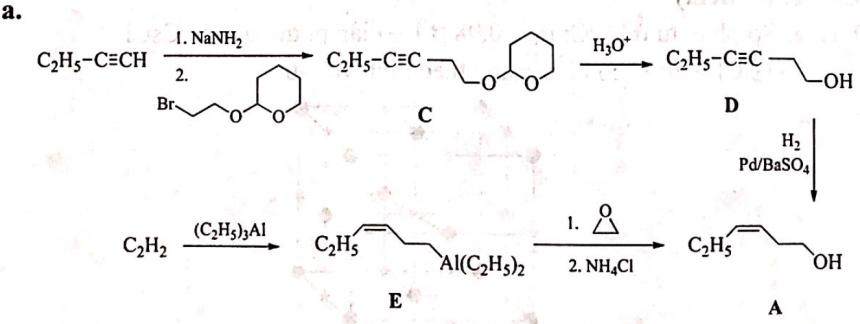 a.
C₂H₅–C≡CH
1. NaNH₂
2.
Br
O
O
C₂H₅–C≡C
O
O
C
H₃O⁺
C₂H₅–C≡C
OH
D
H₂
Pd/BaSO₄
C₂H₂
(C₂H₅)₃Al
C₂H₅
Al(C₂H₅)₂
E
1.
O
2. NH₄Cl
C₂H₅
OH
A